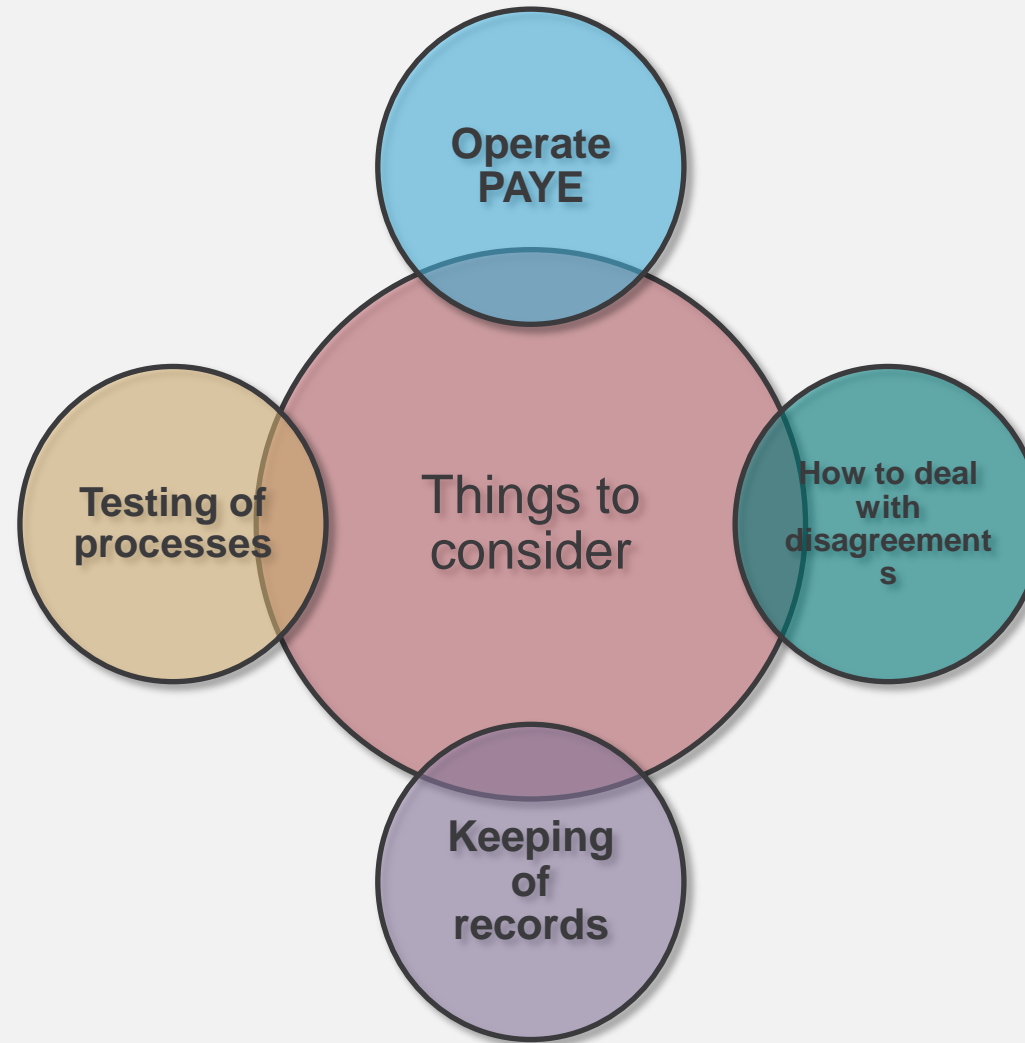 Operate
PAYE
Things to
consider
How to deal
with
disagreement
s
Keeping
of
records
Testing of
processes